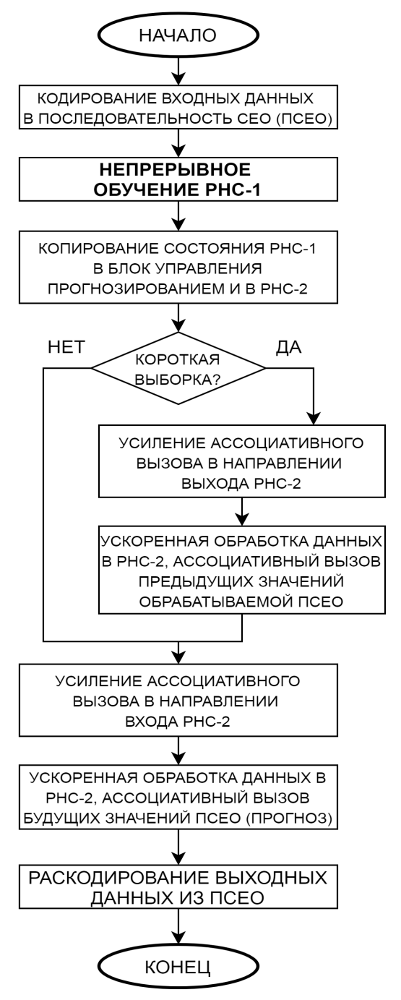 НАЧАЛО
КОДИРОВАНИЕ ВХОДНЫХ ДАННЫХ
В ПОСЛЕДОВАТЕЛЬНОСТЬ СЕО (ПСЕО)
НЕПРЕРЫВНОЕ
ОБУЧЕНИЕ РНС-1
КОПИРОВАНИЕ СОСТОЯНИЯ РНС-1
В БЛОК УПРАВЛЕНИЯ
ПРОГНОЗИРОВАНИЕМ И В РНС-2
НЕТ
ДА
КОРОТКАЯ
ВЫБОРКА?
УСИЛЕНИЕ АССОЦИАТИВНОГО
ВЫЗОВА В НАПРАВЛЕНИИ
ВЫХОДА РНС-2
УСКОРЕННАЯ ОБРАБОТКА ДАННЫХ
В РНС-2, АССОЦИАТИВНЫЙ ВЫЗОВ
ПРЕДЫДУЩИХ ЗНАЧЕНИЙ
ОБРАБАТЫВАЕМОЙ ПСЕО
УСИЛЕНИЕ АССОЦИАТИВНОГО
ВЫЗОВА В НАПРАВЛЕНИИ
ВХОДА РНС-2
УСКОРЕННАЯ ОБРАБОТКА ДАННЫХ В
РНС-2, АССОЦИАТИВНЫЙ ВЫЗОВ
БУДУЩИХ ЗНАЧЕНИЙ ПСЕО (ПРОГНОЗ)
РАСКОДИРОВАНИЕ ВЫХОДНЫХ
ДАННЫХ ИЗ ПСЕО
КОНЕЦ